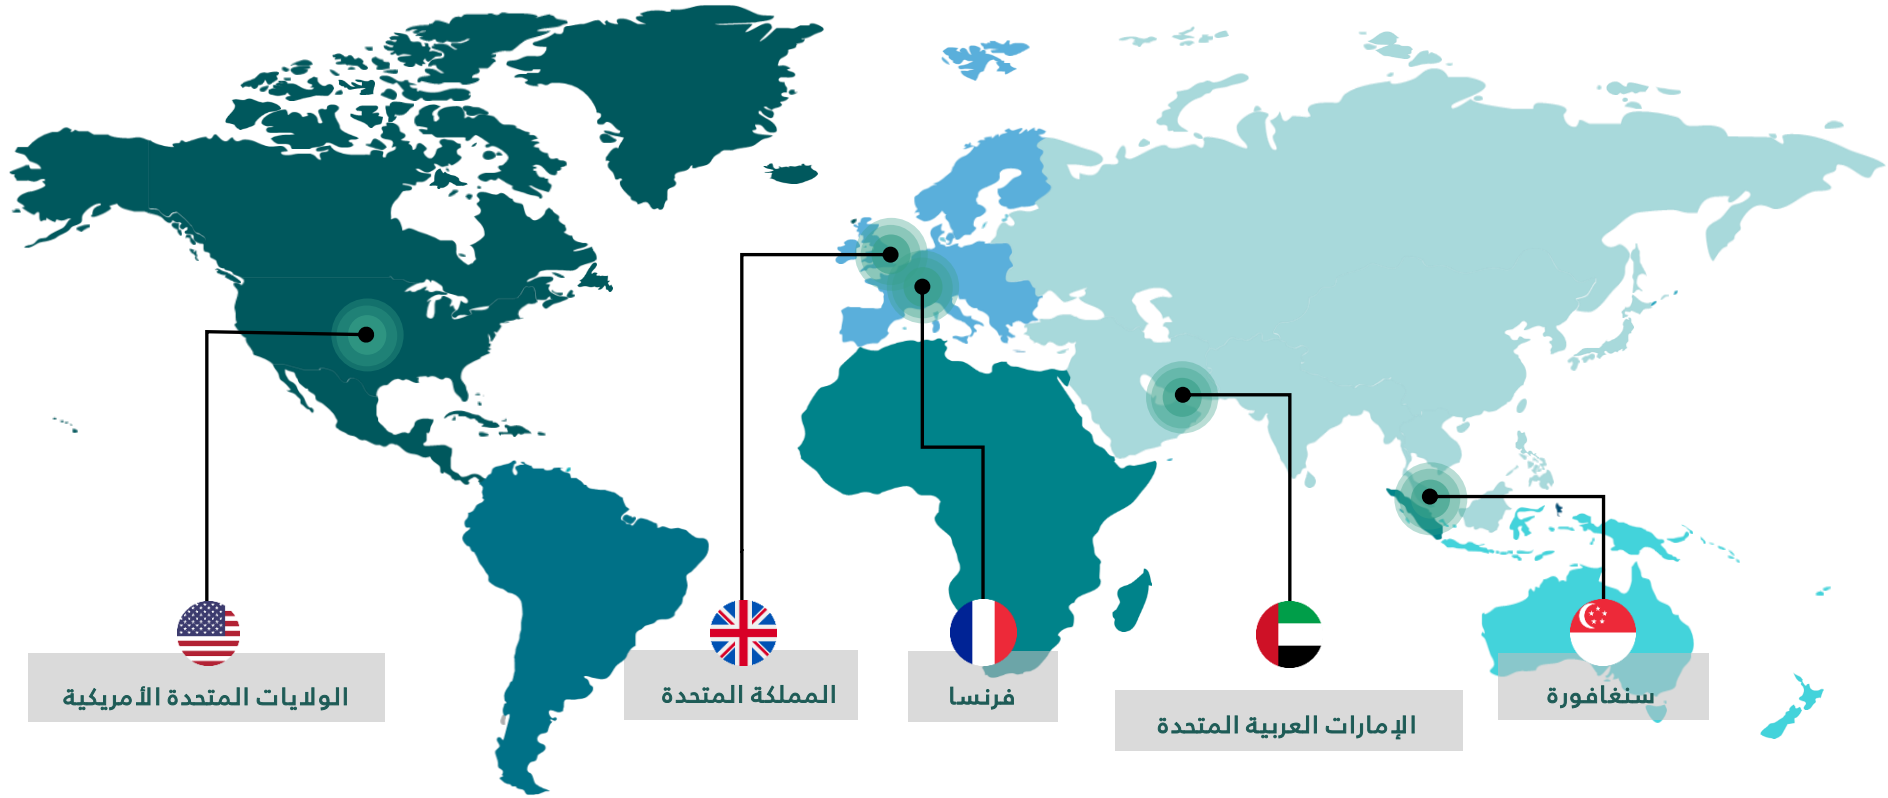 سنغافورة
الإمارات العربية المتحدة
فرنسا
المملكة المتحدة
الولايات المتحدة الأمريكية